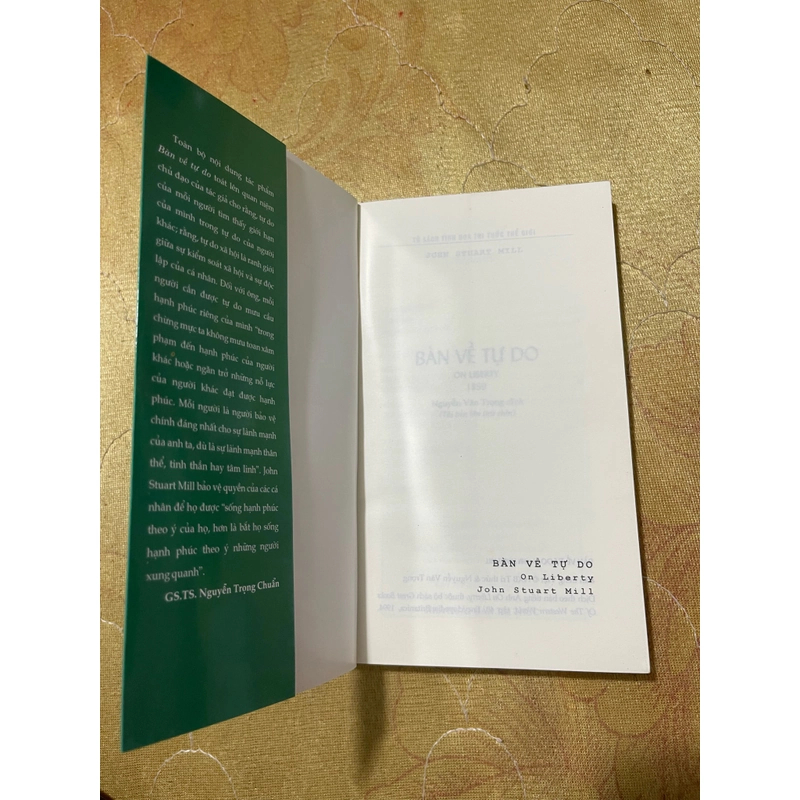 Toàn bộ nội dung tác phẩm
Bàn về tự do toát lên quan niệm
chủ đạo của tác giả cho rằng, tự do
của mỗi người tìm thấy giới hạn
của mình trong tự do của người
khác; rằng, tự do xã hội là ranh giới
giữa sự kiểm soát xã hội và sự độc
lập của cá nhân. Đối với ông, mỗi
người cần được tự do mưu cầu
hạnh phúc riêng của mình "trong
chừng mực ta không mưu toan xâm
phạm đến hạnh phúc của người
khác hoặc ngăn trở những nỗ lực
của người khác đạt được hạnh
phúc. Mỗi người là người bảo vệ
chính đáng nhất cho sự lành mạnh
của anh ta, dù là sự lành mạnh thân
thể, tinh thần hay tâm linh". John
Stuart Mill bảo vệ quyền của các cá
nhân để họ được "sống hạnh phúc
theo ý của họ, hơn là bắt họ sống
hạnh phúc theo ý những người
xung quanh".
GS.TS. Nguyễn Trọng Chuẩn
BÀN VỀ TỰ DO
ON LIBERTY
1859
Nguyễn Văn Trọng dịch
BÀN VỀ TỰ DO
On Liberty
John Stuart Mill